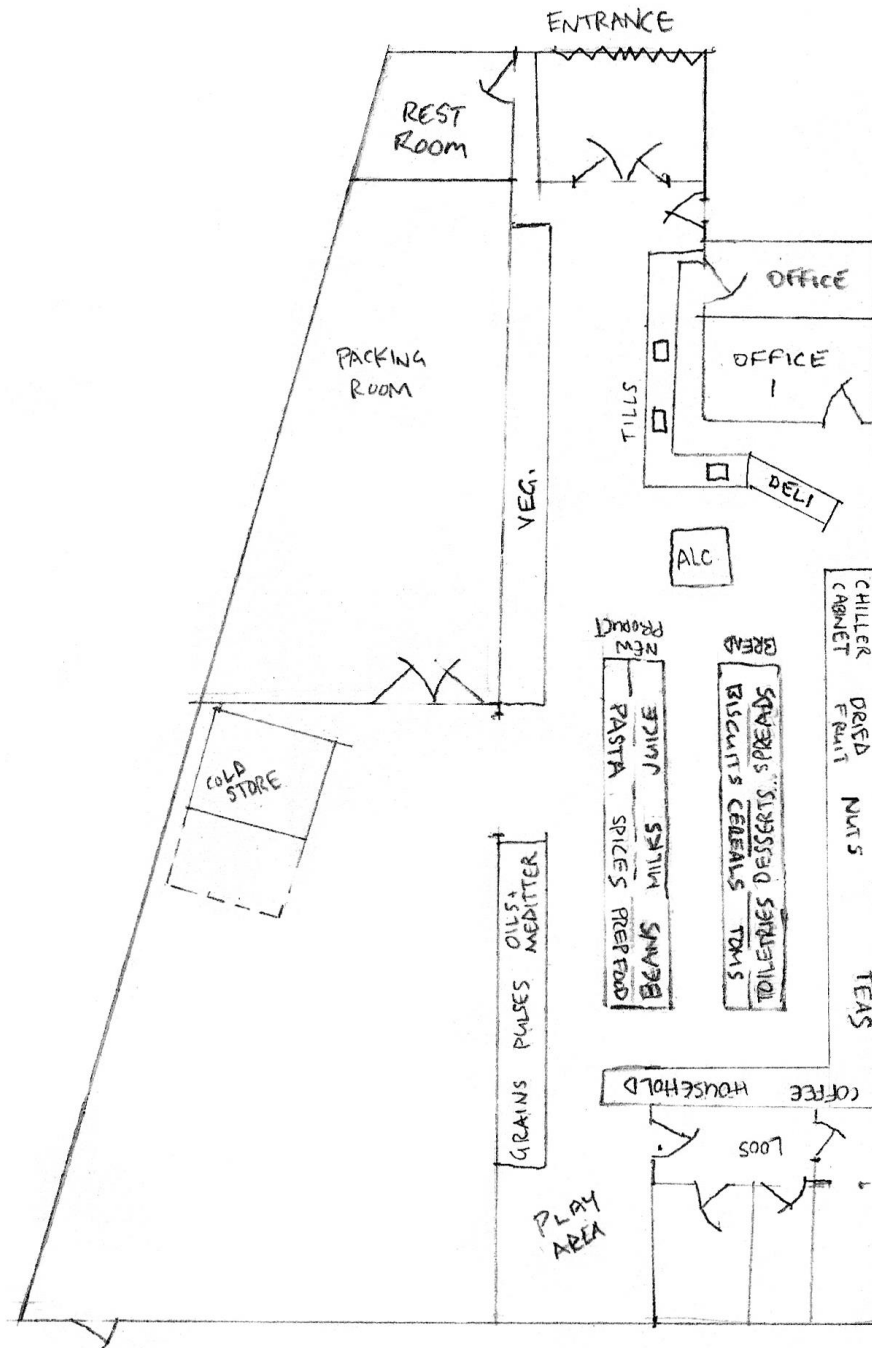 ENTRANCE
REST
ROOM
OFFICE
OFFICE
1
PACKING
ROOM
TILLS
VEG.
DELI
ALC
CHILLER
CABINET
DRIED
FRUIT
NUTS
TEAS
NEW
PRODUCT
BREAD
PASTA SPICES PREPFOOD
BEANS MILKS JUICE
BISCUITS CEREALS TOMS
TOILETRIES DESSERTS SPREADS
COLD
STORE
OILS+
MEDITTER
GRAINS PULSES
COFFEE HOUSEHOLD
LOOS
PLAY
AREA